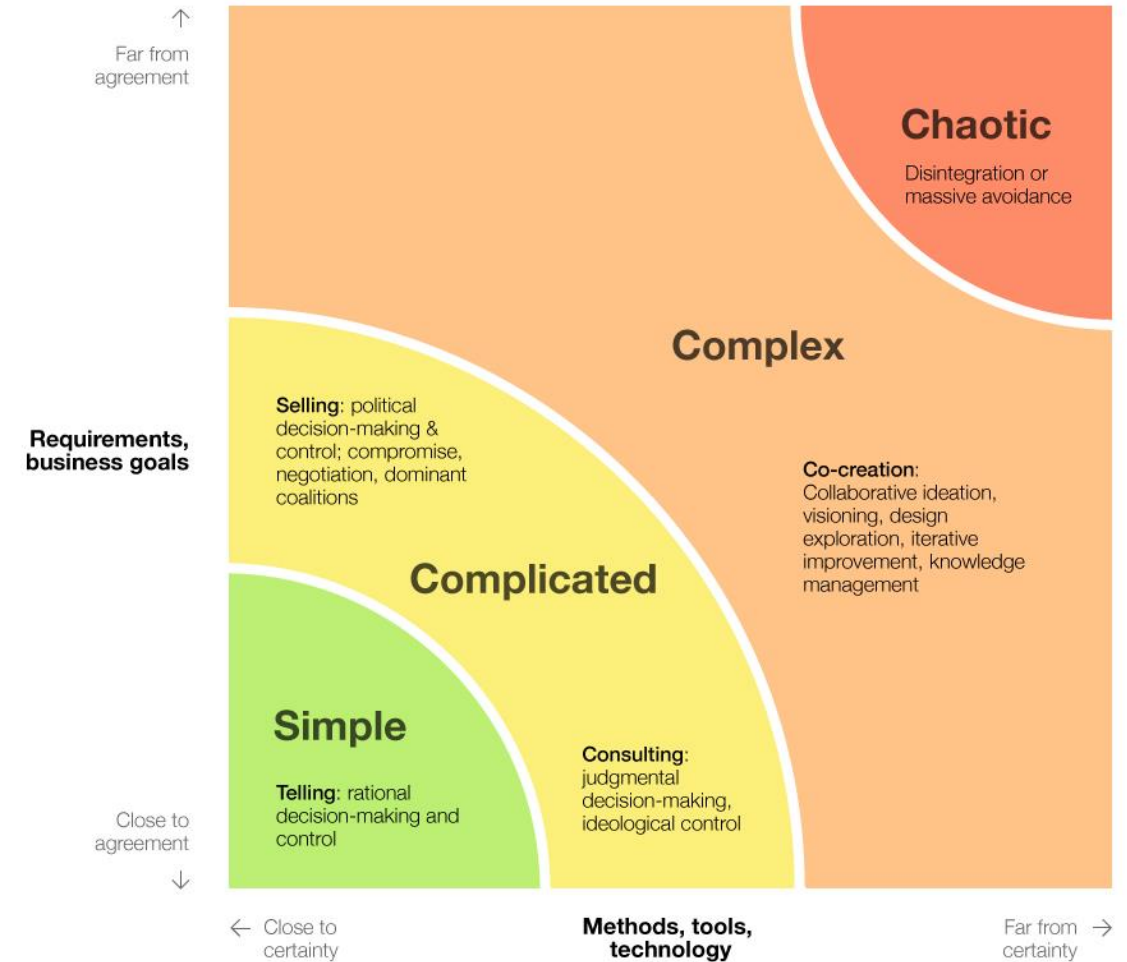 ↑
Far from
agreement
Chaotic
Disintegration or
massive avoidance
Complex
Selling: political
decision-making &
control; compromise,
negotiation, dominant
coalitions
Requirements,
business goals
Co-creation:
Collaborative ideation,
visioning, design
exploration, iterative
improvement, knowledge
management
Complicated
Simple
Telling: rational
decision-making and
control
Consulting:
judgmental
decision-making,
ideological control
Close to
agreement
↓
← Close to
certainty
Methods, tools,
technology
Far from →
certainty